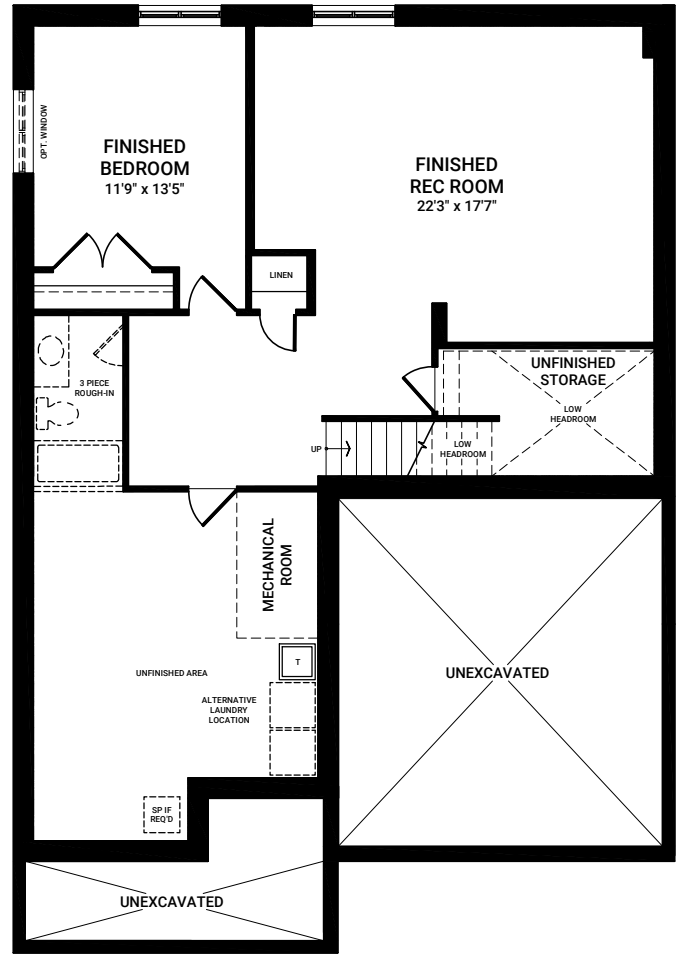 OPT. WINDOW
FINISHED
BEDROOM
11'9" x 13'5"
FINISHED
REC ROOM
22'3" x 17'7"
LINEN
3 PIECE
ROUGH-IN
UNFINISHED
STORAGE
LOW
HEADROOM
UP
LOW
HEADROOM
MECHANICAL
ROOM
T
UNFINISHED AREA
ALTERNATIVE
LAUNDRY
LOCATION
UNEXCAVATED
SP IF
REQ'D
UNEXCAVATED